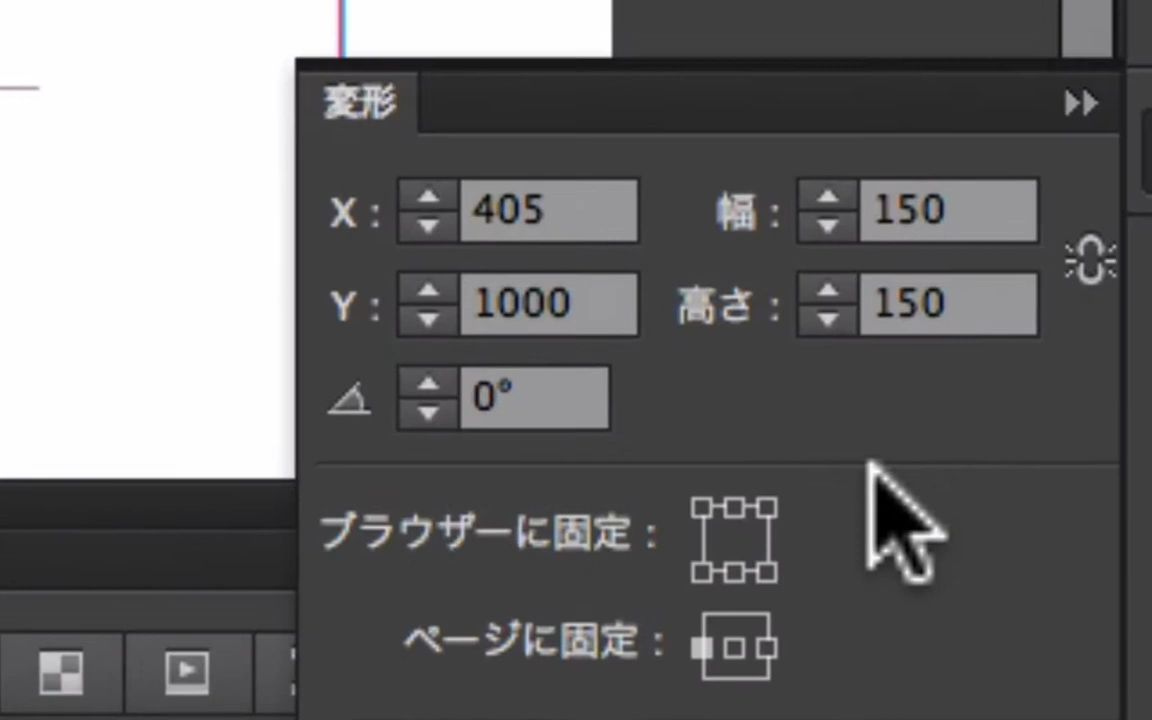 変形
X : 405 幅 : 150
Y : 1000 高さ : 150
0°
ブラウザーに固定 :
ページに固定 :